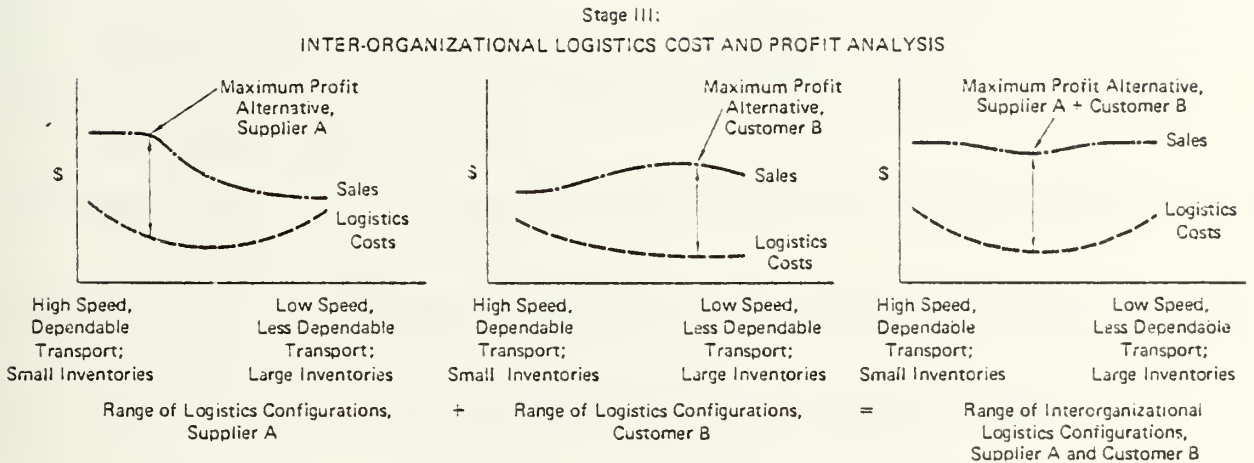 Stage III:
INTER-ORGANIZATIONAL LOGISTICS COST AND PROFIT ANALYSIS
Maximum Profit
Alternative,
Supplier A
$
Sales
Logistics
Costs
High Speed,
Dependable
Transport;
Small Inventories
Low Speed,
Less Dependable
Transport;
Large Inventories
Range of Logistics Configurations,
Supplier A
+
Maximum Profit
Alternative,
Customer B
$
Sales
Logistics
Costs
High Speed,
Dependable
Transport;
Small Inventories
Low Speed,
Less Dependable
Transport;
Large Inventories
Range of Logistics Configurations,
Customer B
=
Maximum Profit Alternative,
Supplier A + Customer B
$
Sales
Logistics
Costs
High Speed,
Dependable
Transport;
Small Inventories
Low Speed,
Less Dependable
Transport;
Large Inventories
Range of Interorganizational
Logistics Configurations,
Supplier A and Customer B